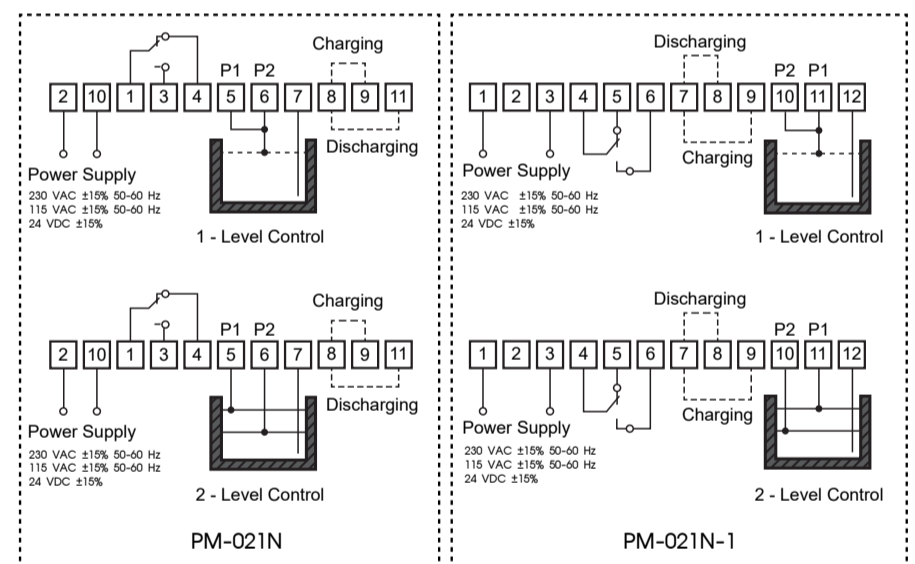 Charging
P1 P2
2 10 1 3 4 5 6 7 8 9 11
Discharging
Power Supply
230 VAC ±15% 50-60 Hz
115 VAC ±15% 50-60 Hz
24 VDC ±15%
1 - Level Control
Charging
P1 P2
2 10 1 3 4 5 6 7 8 9 11
Discharging
Power Supply
230 VAC ±15% 50-60 Hz
115 VAC ±15% 50-60 Hz
24 VDC ±15%
2 - Level Control
PM-021N
Discharging
P2 P1
1 2 3 4 5 6 7 8 9 10 11 12
Charging
Power Supply
230 VAC ±15% 50-60 Hz
115 VAC ±15% 50-60 Hz
24 VDC ±15%
1 - Level Control
Discharging
P2 P1
1 2 3 4 5 6 7 8 9 10 11 12
Charging
Power Supply
230 VAC ±15% 50-60 Hz
115 VAC ±15% 50-60 Hz
24 VDC ±15%
2 - Level Control
PM-021N-1